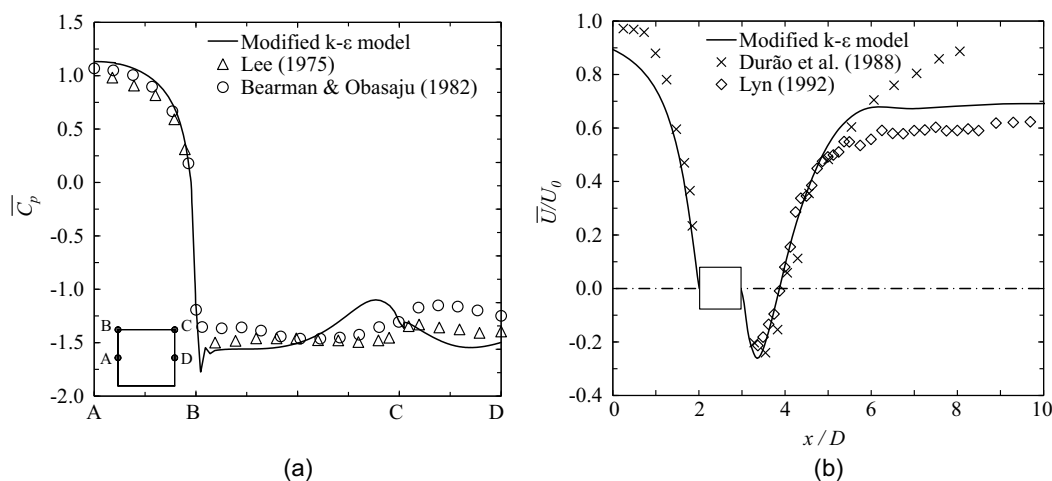 1.5
1.0
0.5
0.0
-0.5
-1.0
-1.5
-2.0
C̅p
Modified k-ε model
Lee (1975)
Bearman & Obasaju (1982)
B
C
A
D
A
B
C
D
(a)
1.0
0.8
0.6
0.4
0.2
0.0
-0.2
-0.4
U̅/U0
Modified k-ε model
Durão et al. (1988)
Lyn (1992)
0
2
4
6
8
10
x / D
(b)